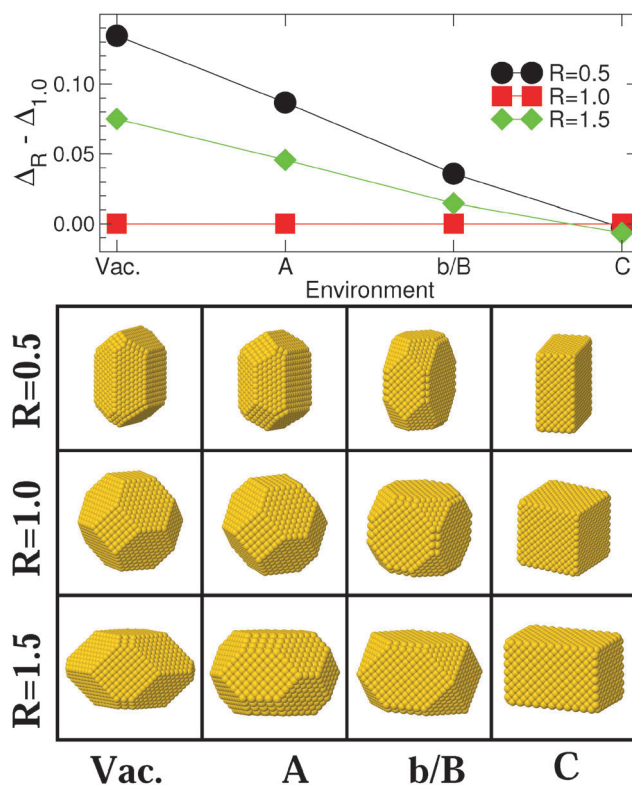 0.10
0.05
0.00
Δ_R - Δ_1.0
R=0.5
R=1.0
R=1.5
Vac. A b/B C
Environment
R=0.5
R=1.0
R=1.5
Vac. A b/B C